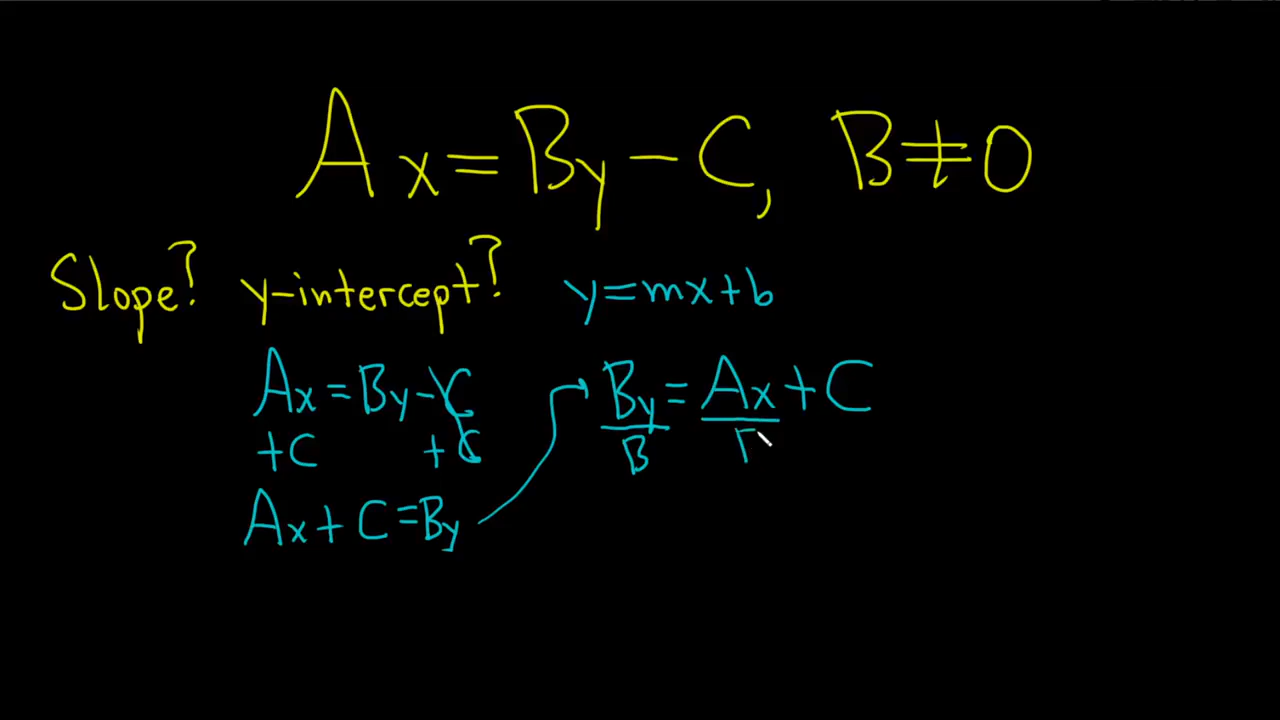 Ax = By − C, B ≠ 0
Slope? y-intercept? y = mx + b
Ax = By − C
+C +C
Ax + C = By
By = Ax + C
B